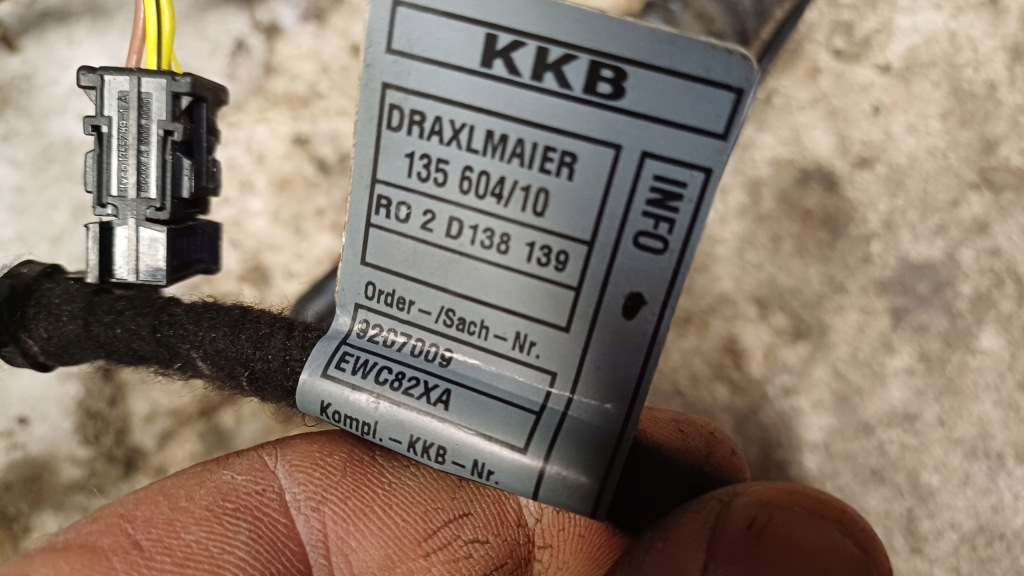 KKB
DRAXLMAIER
135 604/10
RO 2 D138 139
INFO
Order-/Sach-Nr.
9207009
EWC82XA
Kompl.-KKB-Nr.